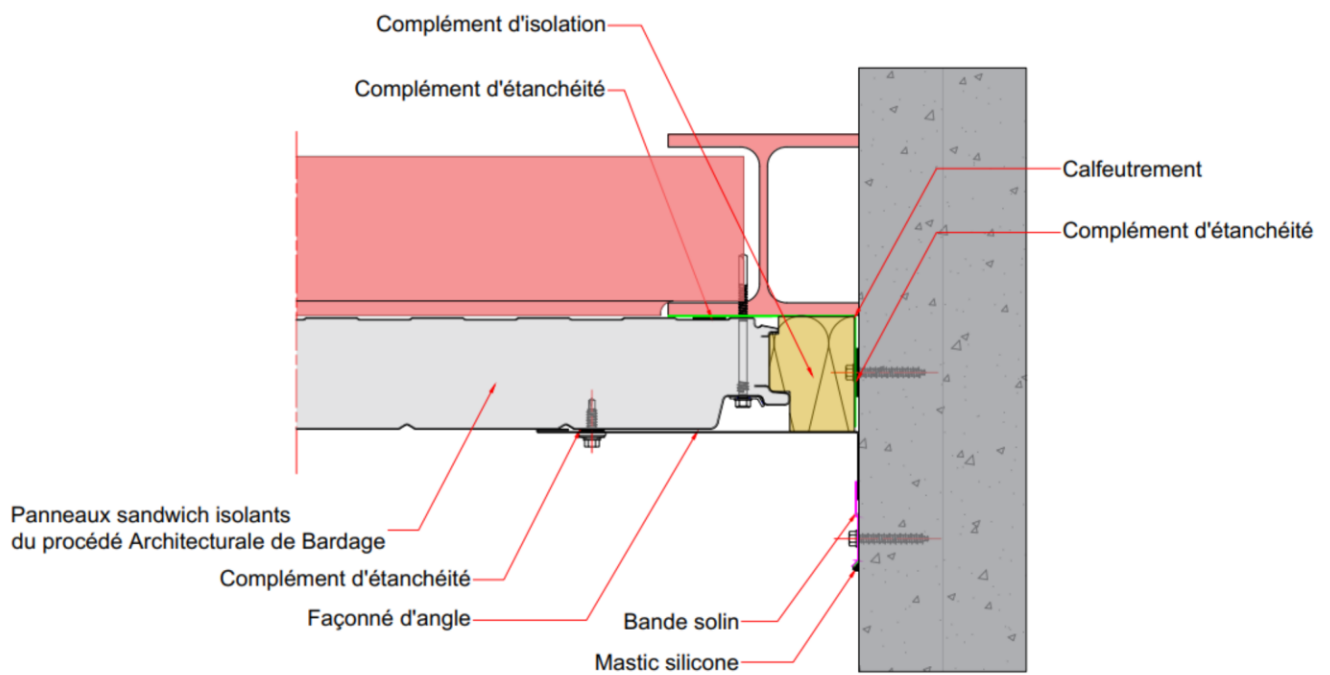 Complément d'isolation
Complément d'étanchéité
Calfeutrement
Complément d'étanchéité
Panneaux sandwich isolants
du procédé Architecturale de Bardage
Complément d'étanchéité
Façonné d'angle
Bande solin
Mastic silicone